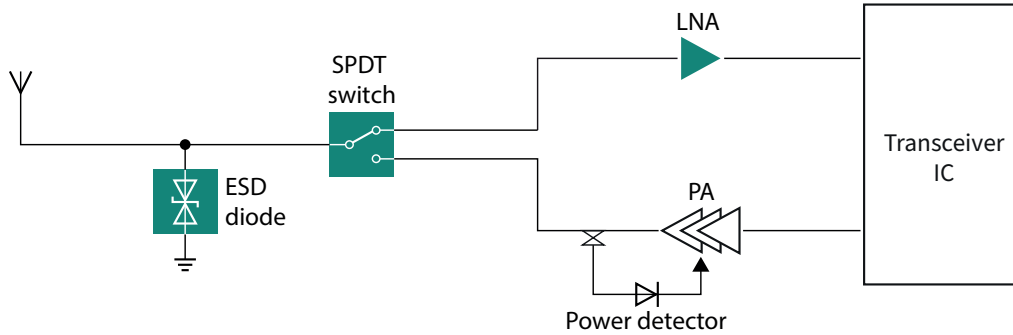 LNA
SPDT
switch
Transceiver
IC
ESD
diode
PA
Power detector